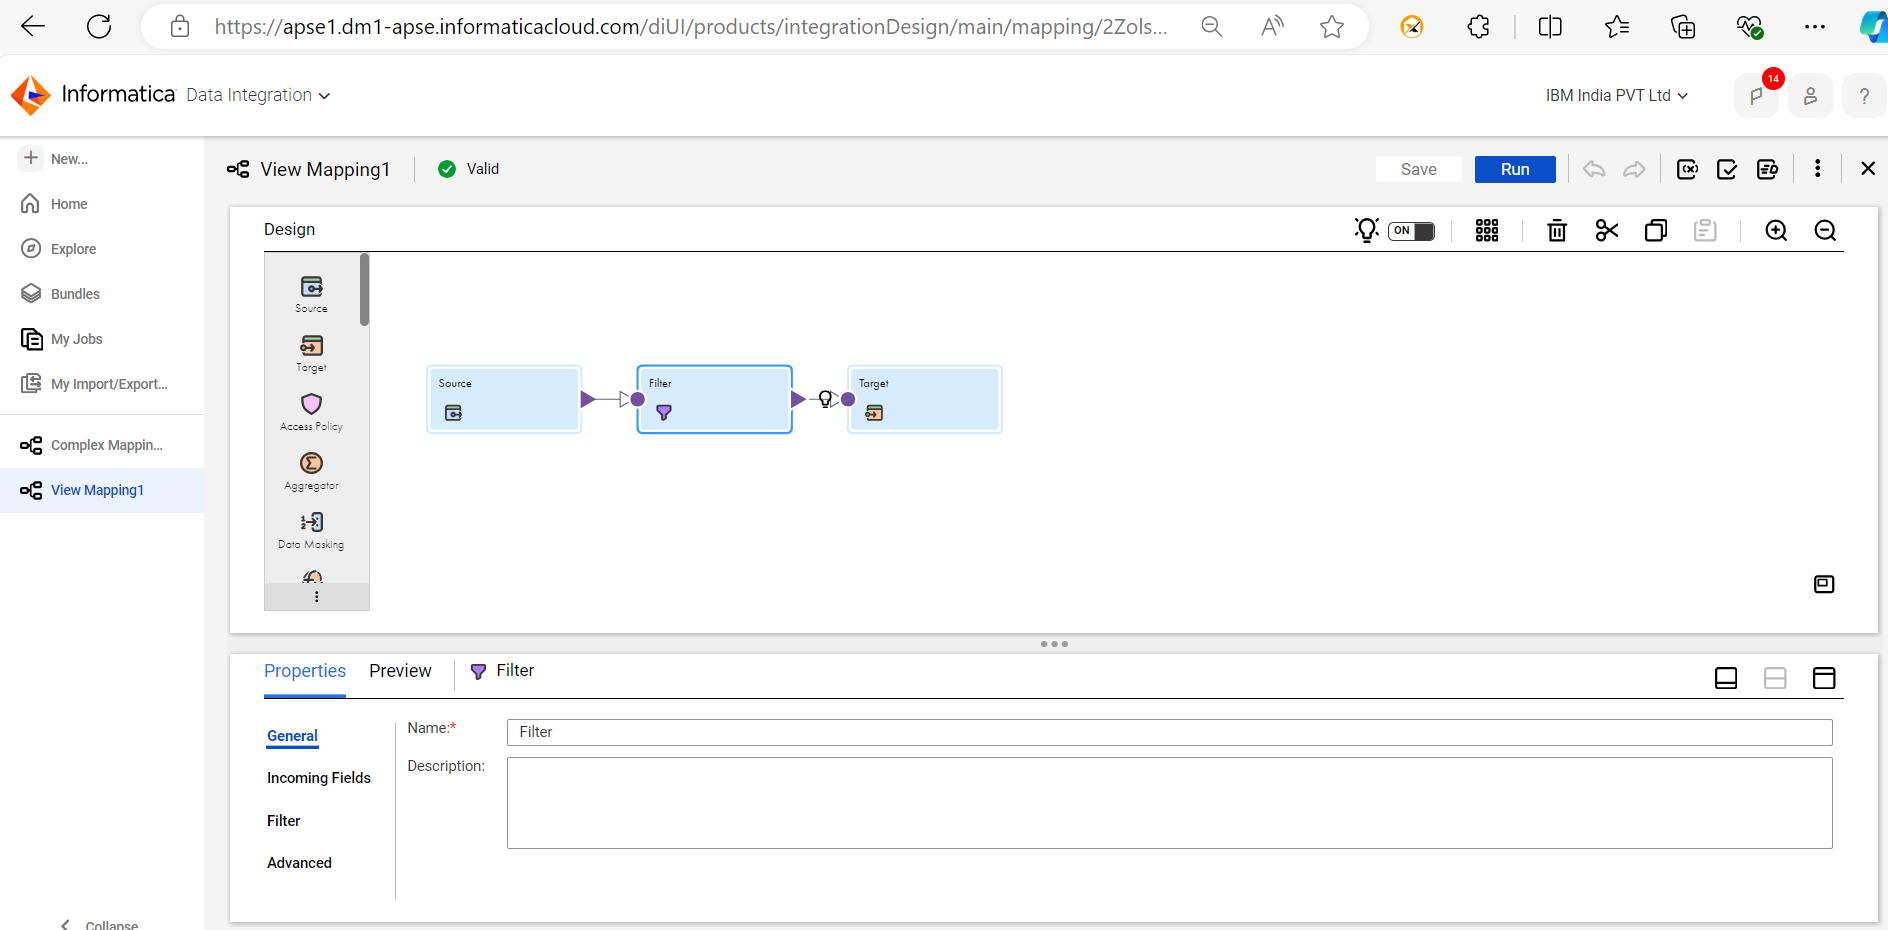 https://apse1.dm1-apse.informaticacloud.com/diUI/products/integrationDesign/main/mapping/2Zols...
Informatica Data Integration
IBM India PVT Ltd
14
?
New...
Home
Explore
Bundles
My Jobs
My Import/Export...
Complex Mappin...
View Mapping1
Collapse
View Mapping1
Valid
Save
Run
Design
ON
Source
Target
Access Policy
Aggregator
Data Masking
Source
Filter
Target
Properties
Preview
Filter
General
Incoming Fields
Filter
Advanced
Name:*
Filter
Description: